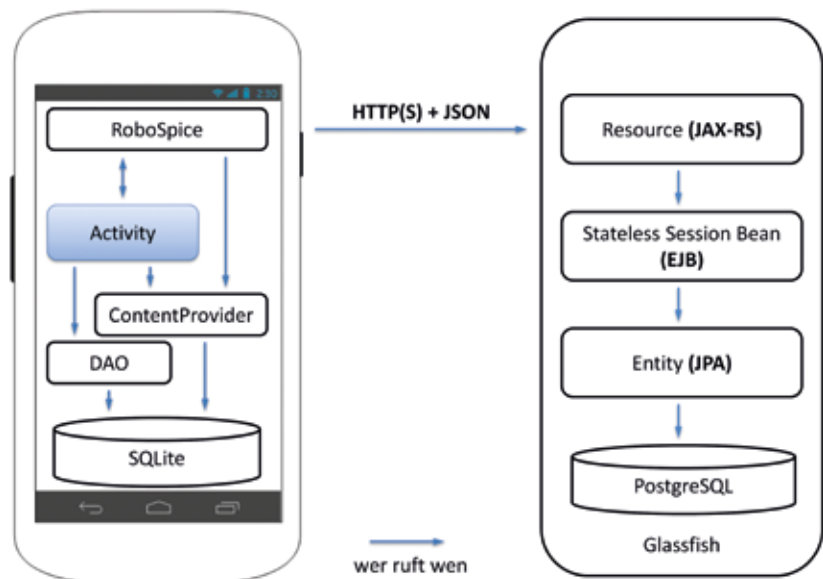 2:30
RoboSpice
Activity
ContentProvider
DAO
SQLite
HTTP(S) + JSON
wer ruft wen
Resource (JAX-RS)
Stateless Session Bean
(EJB)
Entity (JPA)
PostgreSQL
Glassfish